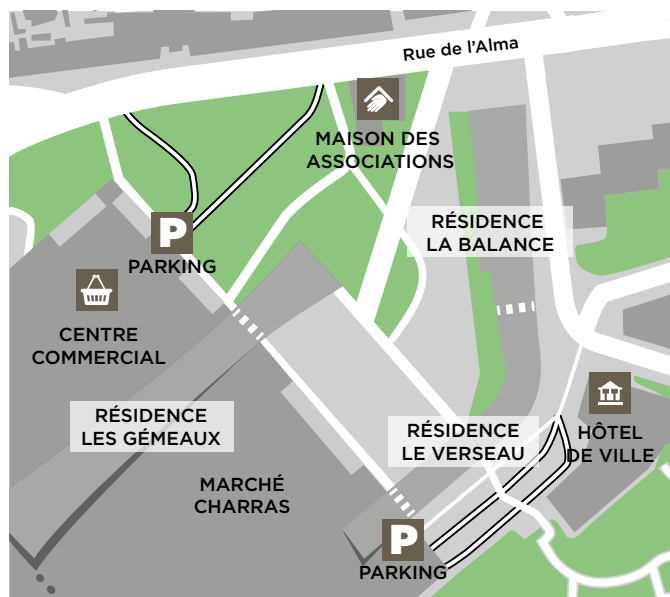 Rue de l'Alma
MAISON DES
ASSOCIATIONS
RÉSIDENCE
LA BALANCE
P
PARKING
CENTRE
COMMERCIAL
RÉSIDENCE
LES GÉMEAUX
RÉSIDENCE
LE VERSEAU
HÔTEL
DE VILLE
MARCHÉ
CHARRAS
P
PARKING